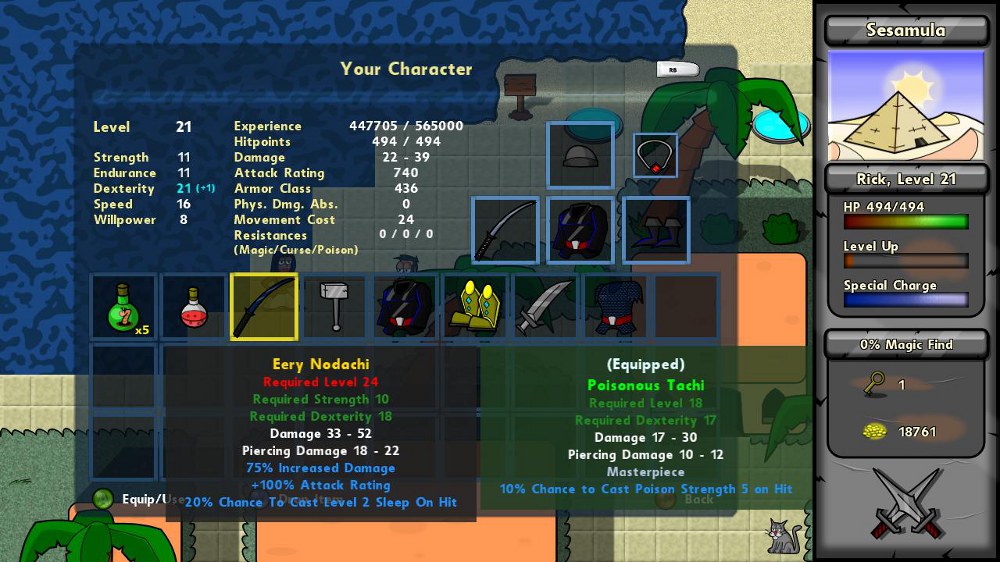 Your Character
RB
Level 21
Strength 11
Endurance 11
Dexterity 21 (+1)
Speed 16
Willpower 8
Experience 447705 / 565000
Hitpoints 494 / 494
Damage 22 - 39
Attack Rating 740
Armor Class 436
Phys. Dmg. Abs. 0
Movement Cost 24
Resistances 0 / 0 / 0
(Magic/Curse/Poison)
x5
Eery Nodachi
Required Level 24
Required Strength 10
Required Dexterity 18
Damage 33 - 52
Piercing Damage 18 - 22
75% Increased Damage
+100% Attack Rating
20% Chance To Cast Level 2 Sleep On Hit
(Equipped)
Poisonous Tachi
Required Level 18
Required Dexterity 17
Damage 17 - 30
Piercing Damage 10 - 12
Masterpiece
10% Chance to Cast Poison Strength 5 on Hit
Equip/Use
Back
Sesamula
Rick, Level 21
HP 494/494
Level Up
Special Charge
0% Magic Find
1
18761